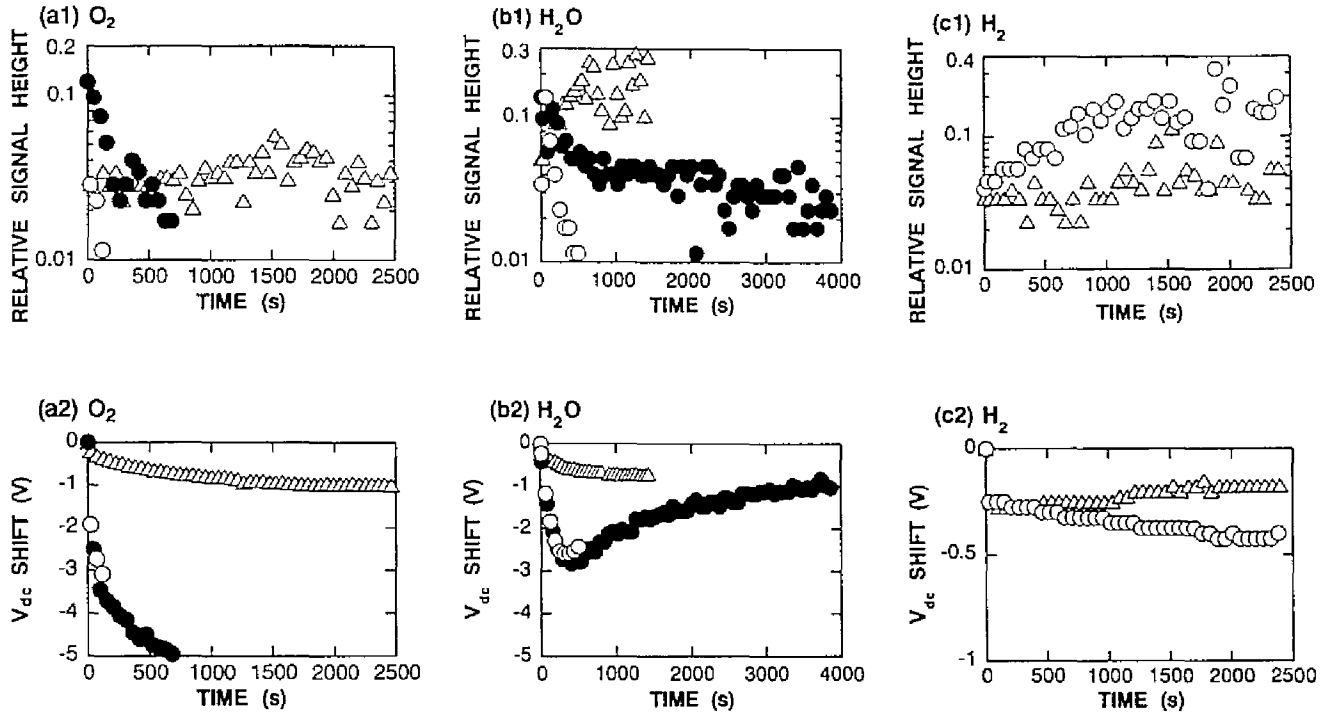 (a1) O2
RELATIVE SIGNAL HEIGHT
0.2
0.1
0.01
0 500 1000 1500 2000 2500
TIME (s)
(b1) H2O
RELATIVE SIGNAL HEIGHT
0.3
0.1
0.01
0 1000 2000 3000 4000
TIME (s)
(c1) H2
RELATIVE SIGNAL HEIGHT
0.4
0.1
0.01
0 500 1000 1500 2000 2500
TIME (s)
(a2) O2
Vdc SHIFT (V)
0
-1
-2
-3
-4
-5
0 500 1000 1500 2000 2500
TIME (s)
(b2) H2O
Vdc SHIFT (V)
0
-1
-2
-3
-4
-5
0 1000 2000 3000 4000
TIME (s)
(c2) H2
Vdc SHIFT (V)
0
-0.5
-1
0 500 1000 1500 2000 2500
TIME (s)